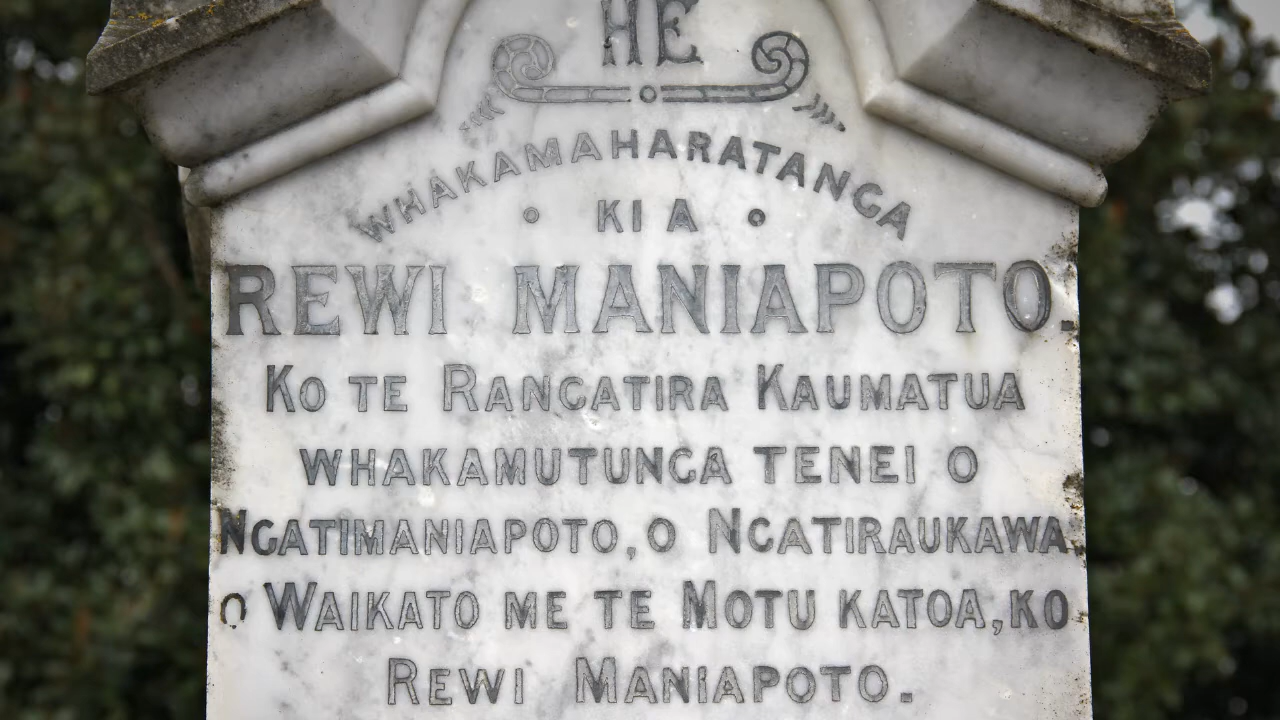 HE
WHAKAMAHARATANGA
KI A
REWI MANIAPOTO.
KO TE RANGATIRA KAUMATUA
WHAKAMUTUNGA TENEI O
NGATIMANIAPOTO, O NGATIRAUKAWA,
O WAIKATO ME TE MOTU KATOA, KO
REWI MANIAPOTO.